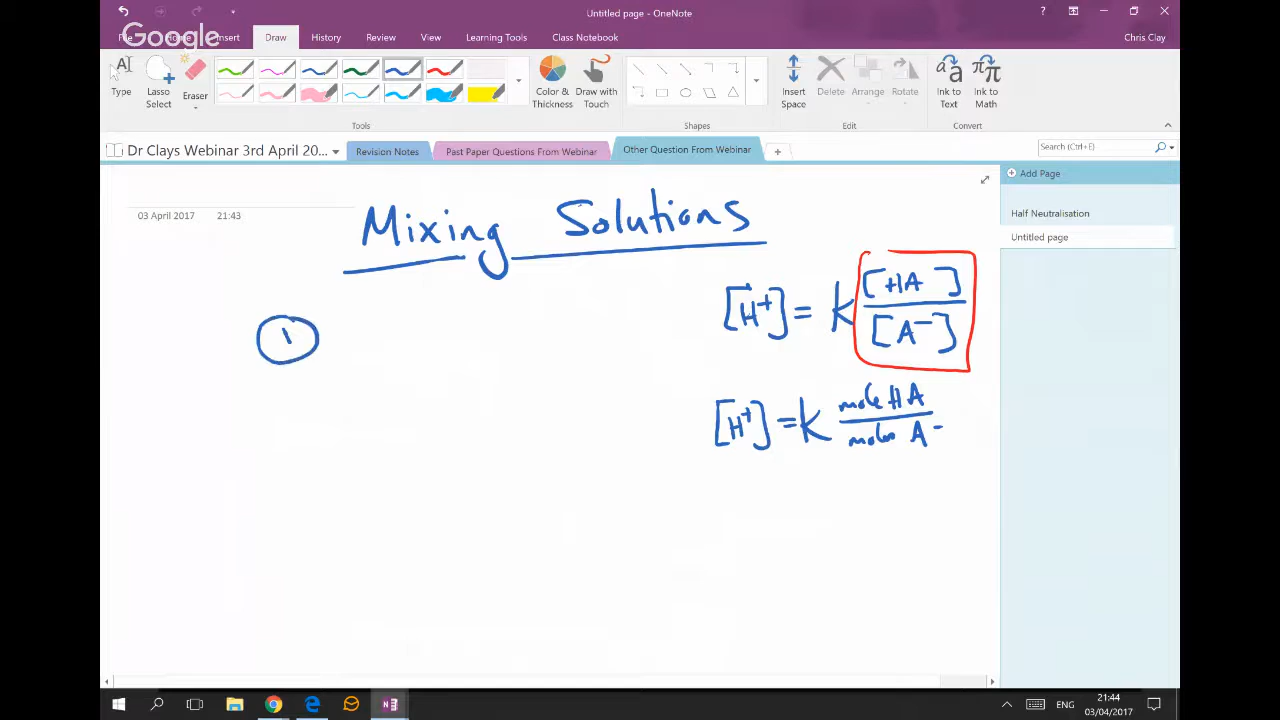 Untitled page - OneNote
Google
File Home Insert Draw History Review View Learning Tools Class Notebook
Chris Clay
Type
Lasso Select
Eraser
Color & Thickness
Draw with Touch
Insert Space
Delete
Arrange
Rotate
Ink to Text
Ink to Math
Tools
Shapes
Edit
Convert
Dr Clays Webinar 3rd April 20...
Revision Notes
Past Paper Questions From Webinar
Other Question From Webinar
Search (Ctrl+E)
Add Page
Half Neutralisation
Untitled page
03 April 2017 21:43
Mixing Solutions
[H⁺] = K [HA]/[A⁻]
1
[H⁺] = K mole HA/moles A⁻
ENG
21:44
03/04/2017